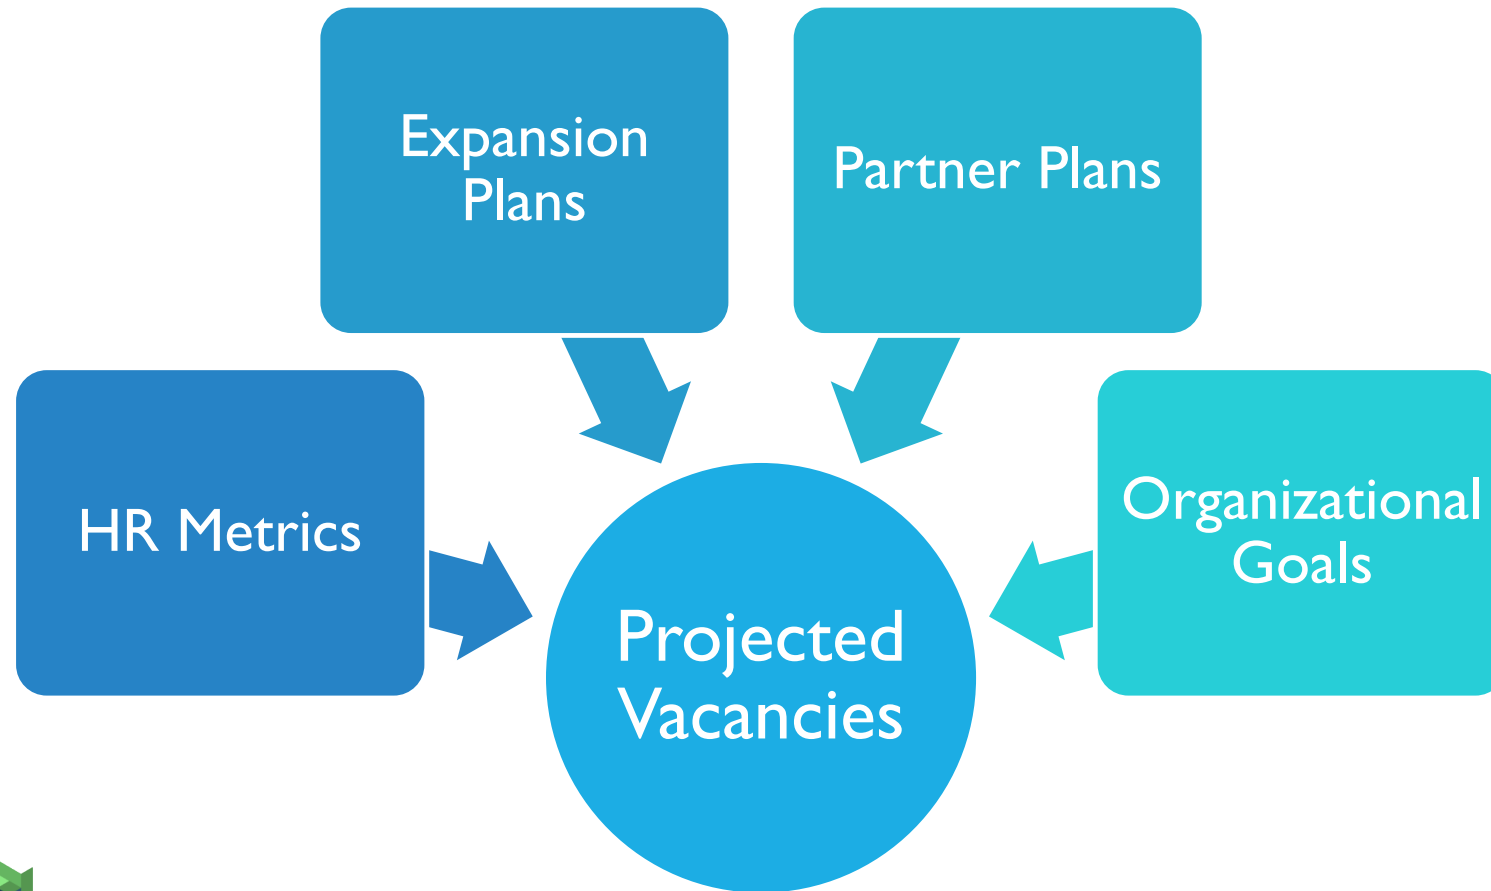 Expansion
Plans
Partner Plans
HR Metrics
Organizational
Goals
Projected
Vacancies